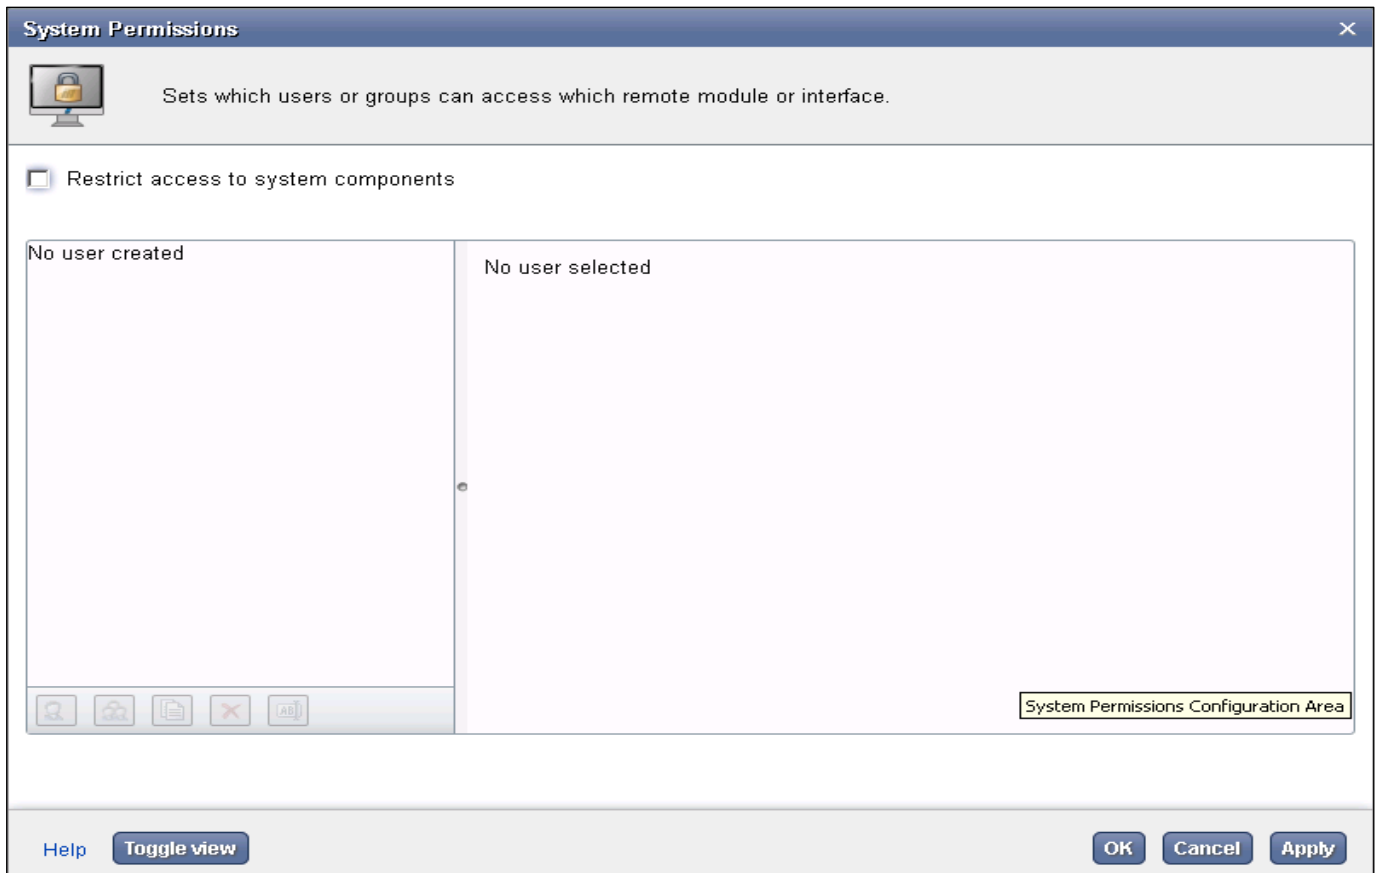 System Permissions
Sets which users or groups can access which remote module or interface.
Restrict access to system components
No user created
No user selected
AB
System Permissions Configuration Area
Help
Toggle view
OK
Cancel
Apply